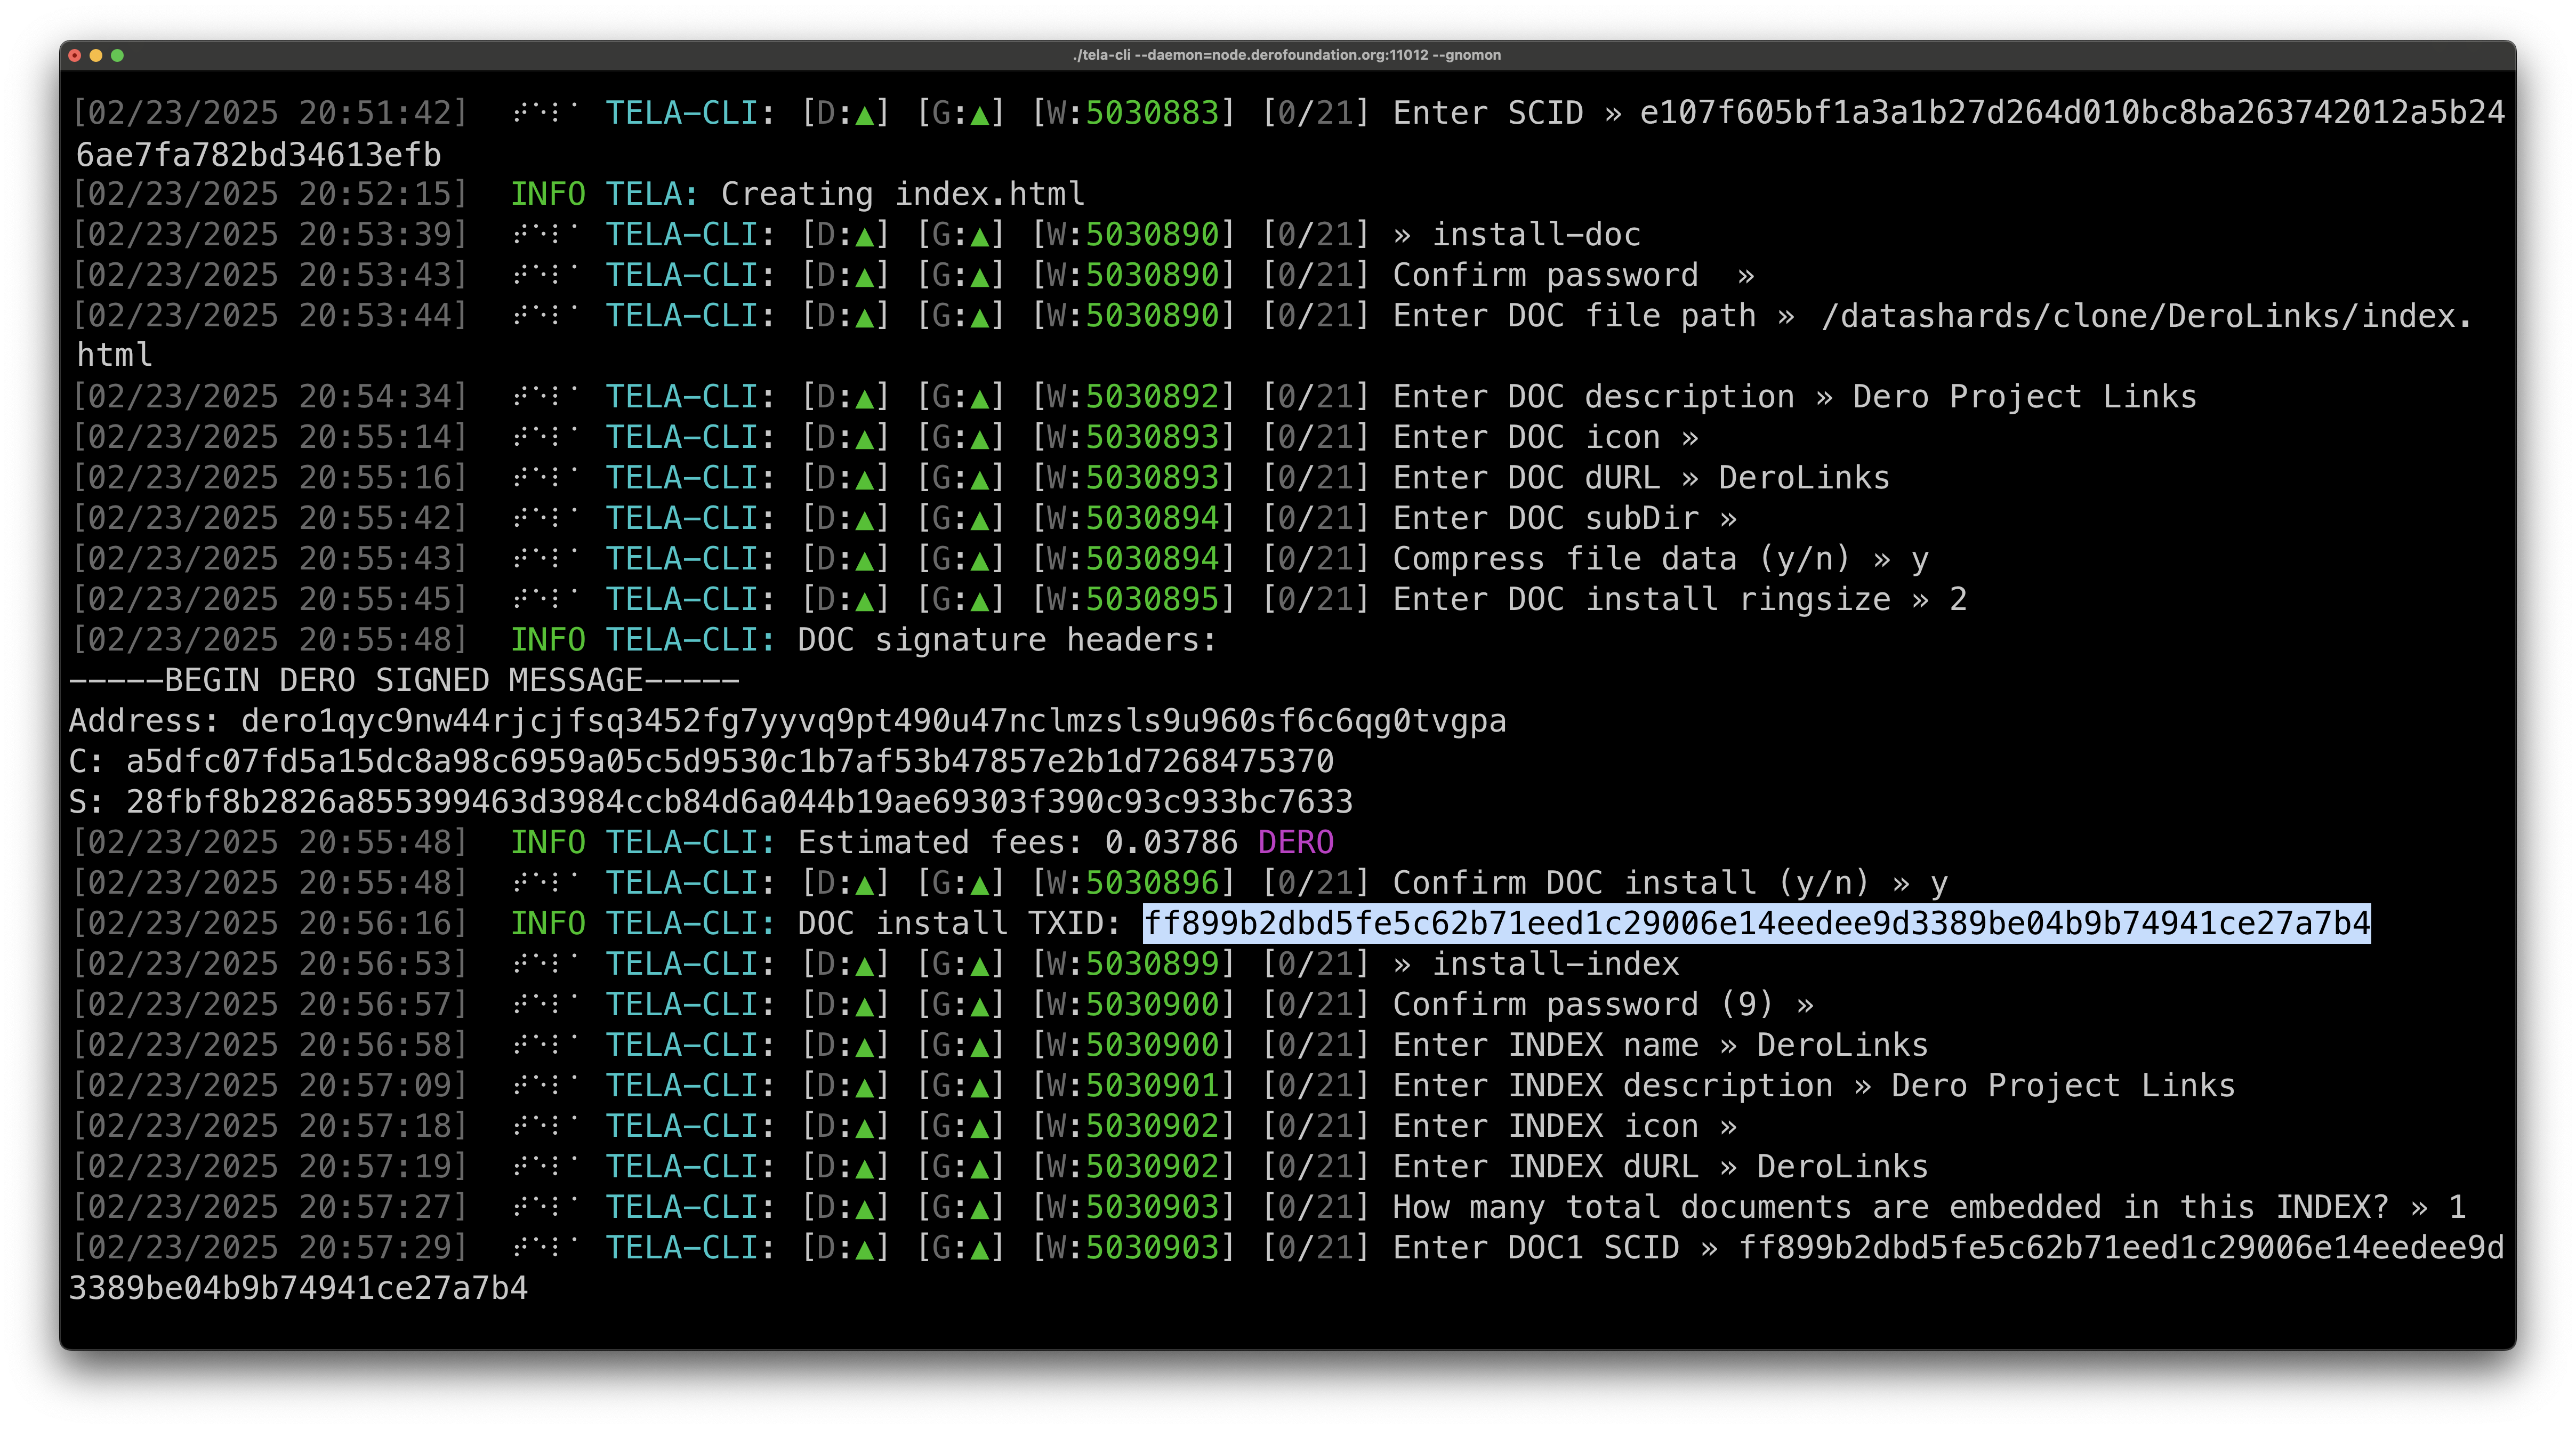 ./tela-cli --daemon=node.derofoundation.org:11012 --gnomon
[02/23/2025 20:51:42] TELA-CLI: [D:▲] [G:▲] [W:5030883] [0/21] Enter SCID » e107f605bf1a3a1b27d264d010bc8ba263742012a5b24
6ae7fa782bd34613efb
[02/23/2025 20:52:15] INFO TELA: Creating index.html
[02/23/2025 20:53:39] TELA-CLI: [D:▲] [G:▲] [W:5030890] [0/21] » install-doc
[02/23/2025 20:53:43] TELA-CLI: [D:▲] [G:▲] [W:5030890] [0/21] Confirm password »
[02/23/2025 20:53:44] TELA-CLI: [D:▲] [G:▲] [W:5030890] [0/21] Enter DOC file path » /datashards/clone/DeroLinks/index.
html
[02/23/2025 20:54:34] TELA-CLI: [D:▲] [G:▲] [W:5030892] [0/21] Enter DOC description » Dero Project Links
[02/23/2025 20:55:14] TELA-CLI: [D:▲] [G:▲] [W:5030893] [0/21] Enter DOC icon »
[02/23/2025 20:55:16] TELA-CLI: [D:▲] [G:▲] [W:5030893] [0/21] Enter DOC dURL » DeroLinks
[02/23/2025 20:55:42] TELA-CLI: [D:▲] [G:▲] [W:5030894] [0/21] Enter DOC subDir »
[02/23/2025 20:55:43] TELA-CLI: [D:▲] [G:▲] [W:5030894] [0/21] Compress file data (y/n) » y
[02/23/2025 20:55:45] TELA-CLI: [D:▲] [G:▲] [W:5030895] [0/21] Enter DOC install ringsize » 2
[02/23/2025 20:55:48] INFO TELA-CLI: DOC signature headers:
-----BEGIN DERO SIGNED MESSAGE-----
Address: dero1qyc9nw44rjcjfsq3452fg7yyvq9pt490u47nclmzsls9u960sf6c6qg0tvgpa
C: a5dfc07fd5a15dc8a98c6959a05c5d9530c1b7af53b47857e2b1d7268475370
S: 28fbf8b2826a855399463d3984ccb84d6a044b19ae69303f390c93c933bc7633
[02/23/2025 20:55:48] INFO TELA-CLI: Estimated fees: 0.03786 DERO
[02/23/2025 20:55:48] TELA-CLI: [D:▲] [G:▲] [W:5030896] [0/21] Confirm DOC install (y/n) » y
[02/23/2025 20:56:16] INFO TELA-CLI: DOC install TXID: ff899b2dbd5fe5c62b71eed1c29006e14eedee9d3389be04b9b74941ce27a7b4
[02/23/2025 20:56:53] TELA-CLI: [D:▲] [G:▲] [W:5030899] [0/21] » install-index
[02/23/2025 20:56:57] TELA-CLI: [D:▲] [G:▲] [W:5030900] [0/21] Confirm password (9) »
[02/23/2025 20:56:58] TELA-CLI: [D:▲] [G:▲] [W:5030900] [0/21] Enter INDEX name » DeroLinks
[02/23/2025 20:57:09] TELA-CLI: [D:▲] [G:▲] [W:5030901] [0/21] Enter INDEX description » Dero Project Links
[02/23/2025 20:57:18] TELA-CLI: [D:▲] [G:▲] [W:5030902] [0/21] Enter INDEX icon »
[02/23/2025 20:57:19] TELA-CLI: [D:▲] [G:▲] [W:5030902] [0/21] Enter INDEX dURL » DeroLinks
[02/23/2025 20:57:27] TELA-CLI: [D:▲] [G:▲] [W:5030903] [0/21] How many total documents are embedded in this INDEX? » 1
[02/23/2025 20:57:29] TELA-CLI: [D:▲] [G:▲] [W:5030903] [0/21] Enter DOC1 SCID » ff899b2dbd5fe5c62b71eed1c29006e14eedee9d
3389be04b9b74941ce27a7b4